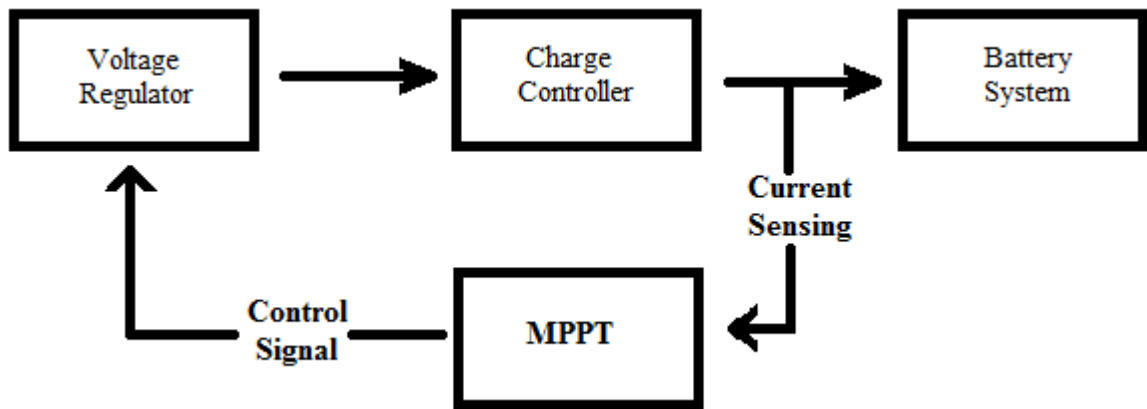 Voltage
Regulator
Charge
Controller
Battery
System
Current
Sensing
Control
Signal
MPPT